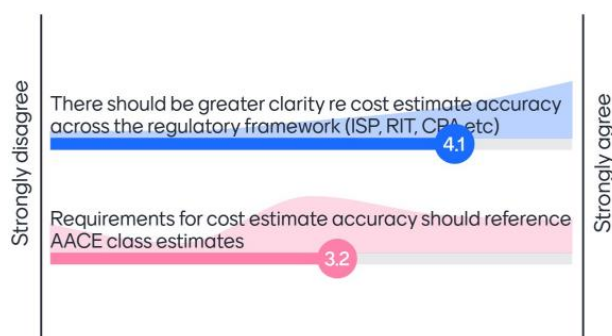 Strongly disagree
There should be greater clarity re cost estimate accuracy
across the regulatory framework (ISP, RIT, CPA etc)
4.1
Requirements for cost estimate accuracy should reference
AACE class estimates
3.2
Strongly agree